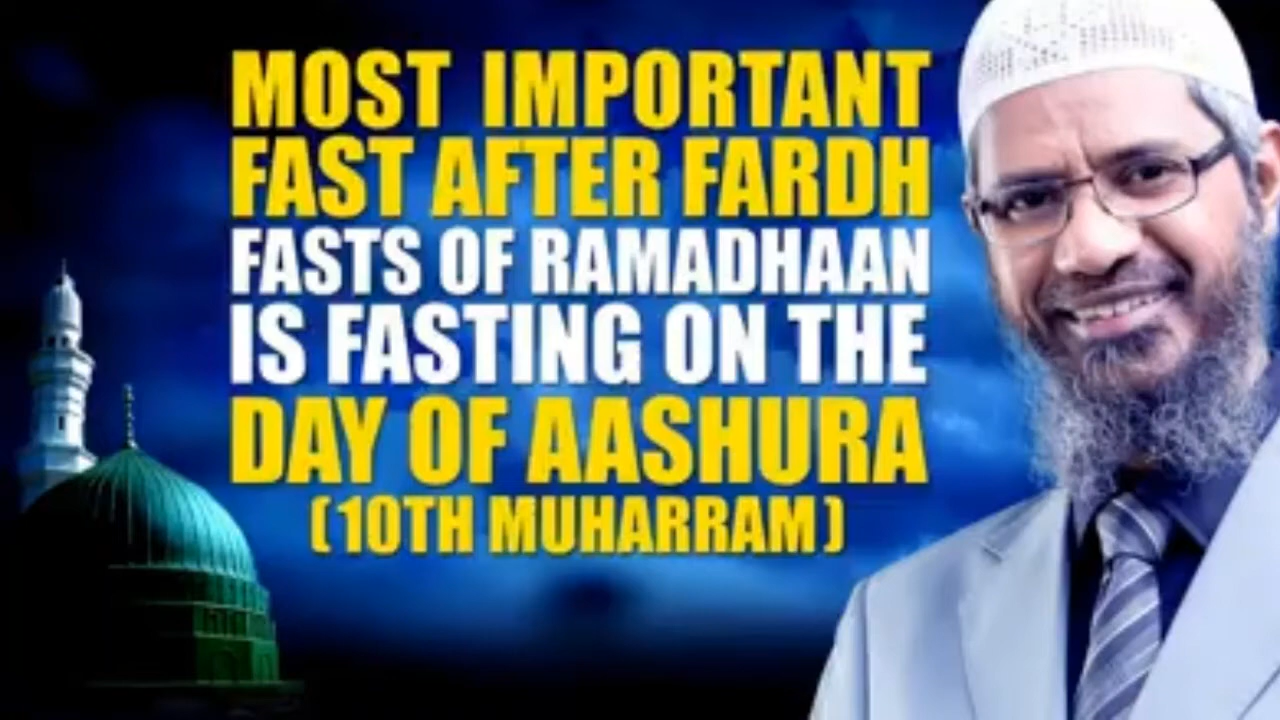 MOST IMPORTANT
FAST AFTER FARDH
FASTS OF RAMADHAAN
IS FASTING ON THE
DAY OF AASHURA
(10TH MUHARRAM)